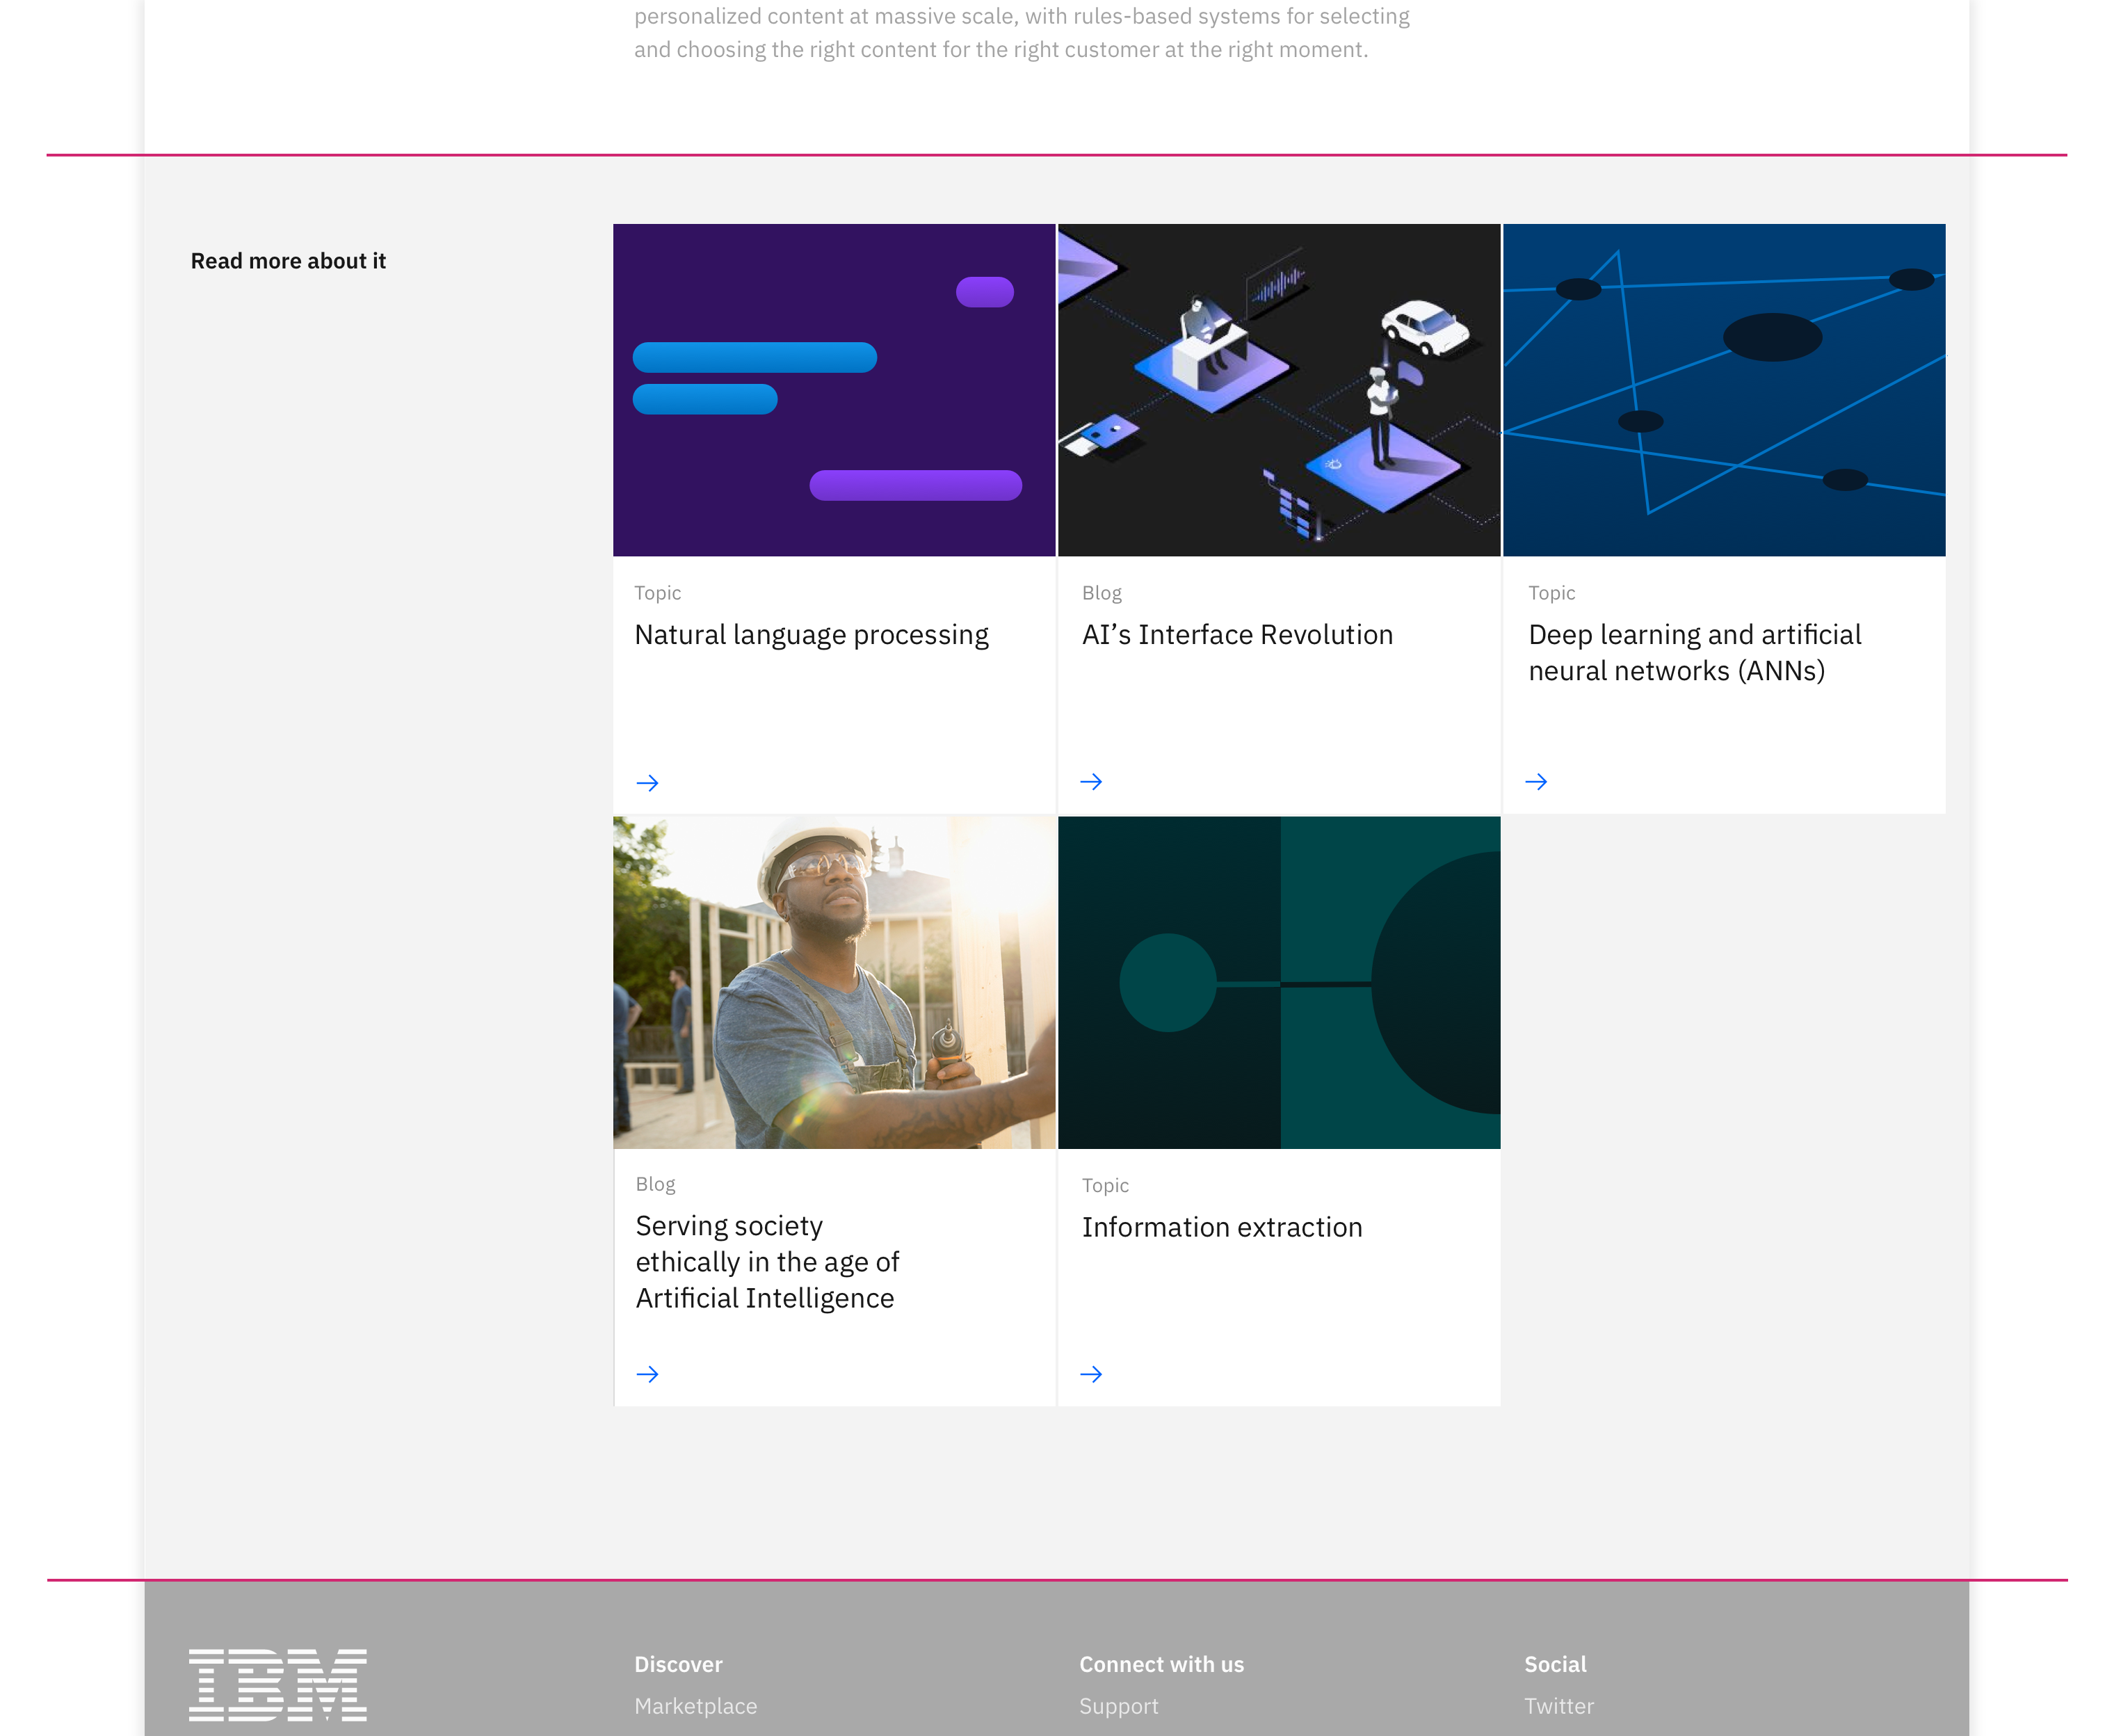 personalized content at massive scale, with rules-based systems for selecting
and choosing the right content for the right customer at the right moment.
Read more about it
Topic
Natural language processing
Blog
AI’s Interface Revolution
Topic
Deep learning and artificial
neural networks (ANNs)
Blog
Serving society
ethically in the age of
Artificial Intelligence
Topic
Information extraction
IBM
Discover
Marketplace
Connect with us
Support
Social
Twitter